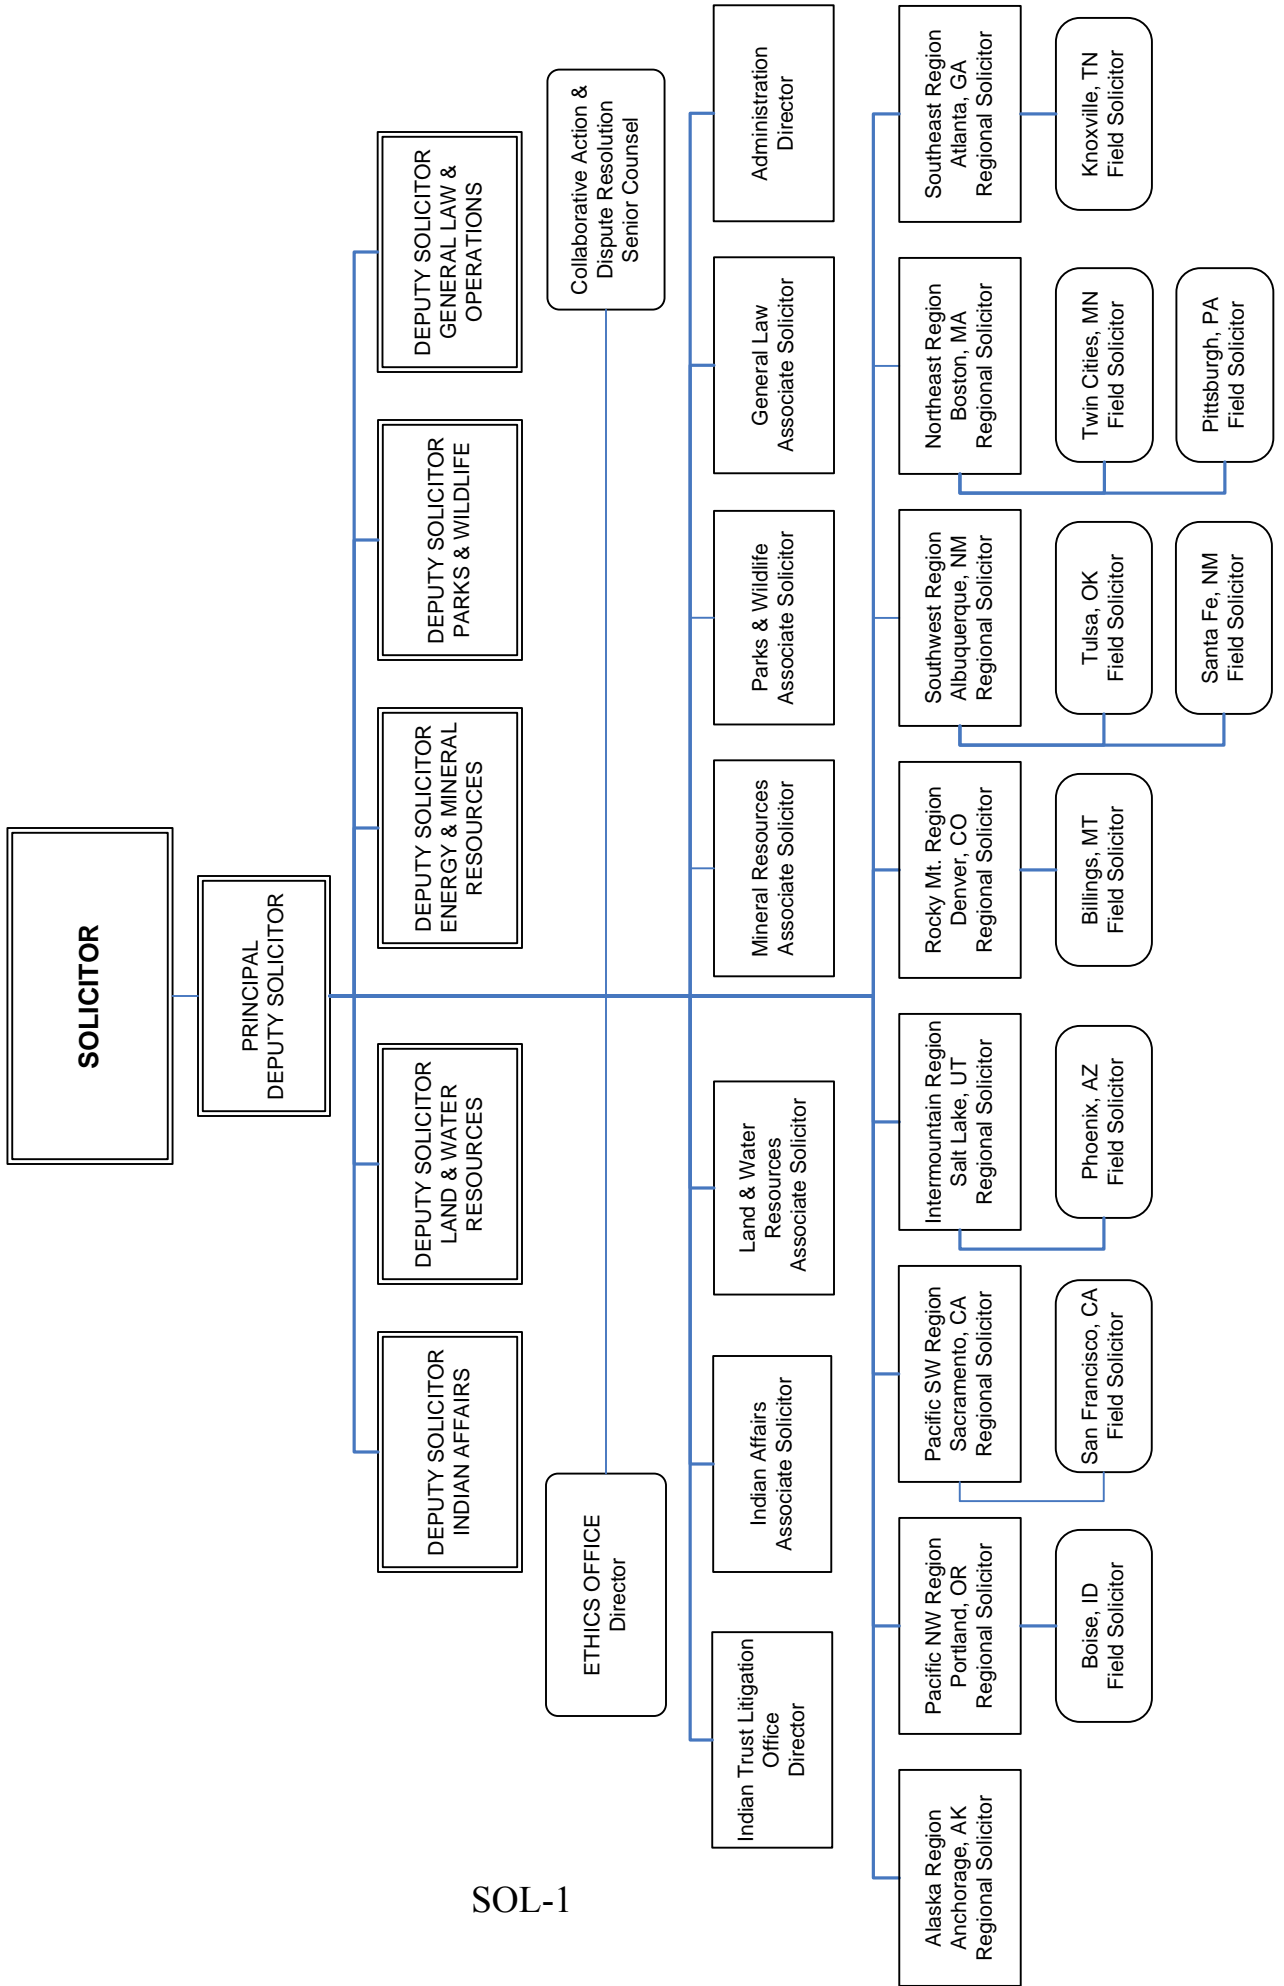 SOLICITOR
PRINCIPAL
DEPUTY SOLICITOR
DEPUTY SOLICITOR
INDIAN AFFAIRS
DEPUTY SOLICITOR
LAND & WATER
RESOURCES
DEPUTY SOLICITOR
ENERGY & MINERAL
RESOURCES
DEPUTY SOLICITOR
PARKS & WILDLIFE
DEPUTY SOLICITOR
GENERAL LAW &
OPERATIONS
ETHICS OFFICE
Director
Collaborative Action &
Dispute Resolution
Senior Counsel
Indian Trust Litigation
Office
Director
Indian Affairs
Associate Solicitor
Land & Water
Resources
Associate Solicitor
Mineral Resources
Associate Solicitor
Parks & Wildlife
Associate Solicitor
General Law
Associate Solicitor
Administration
Director
Alaska Region
Anchorage, AK
Regional Solicitor
Pacific NW Region
Portland, OR
Regional Solicitor
Pacific SW Region
Sacramento, CA
Regional Solicitor
Intermountain Region
Salt Lake, UT
Regional Solicitor
Rocky Mt. Region
Denver, CO
Regional Solicitor
Southwest Region
Albuquerque, NM
Regional Solicitor
Northeast Region
Boston, MA
Regional Solicitor
Southeast Region
Atlanta, GA
Regional Solicitor
Boise, ID
Field Solicitor
San Francisco, CA
Field Solicitor
Phoenix, AZ
Field Solicitor
Billings, MT
Field Solicitor
Tulsa, OK
Field Solicitor
Twin Cities, MN
Field Solicitor
Knoxville, TN
Field Solicitor
Santa Fe, NM
Field Solicitor
Pittsburgh, PA
Field Solicitor
SOL-1